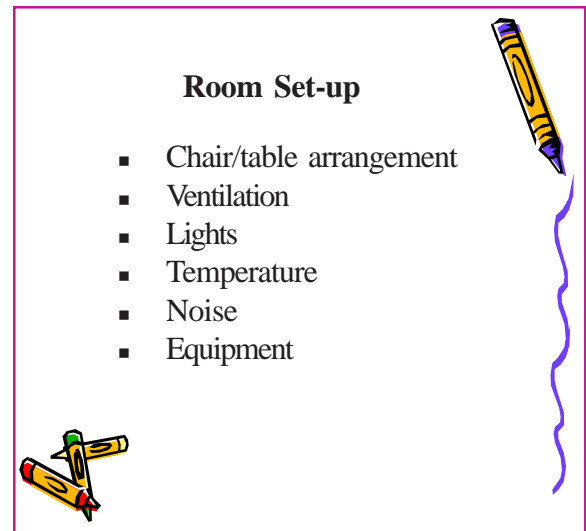 Room Set-up
▪ Chair/table arrangement
▪ Ventilation
▪ Lights
▪ Temperature
▪ Noise
▪ Equipment